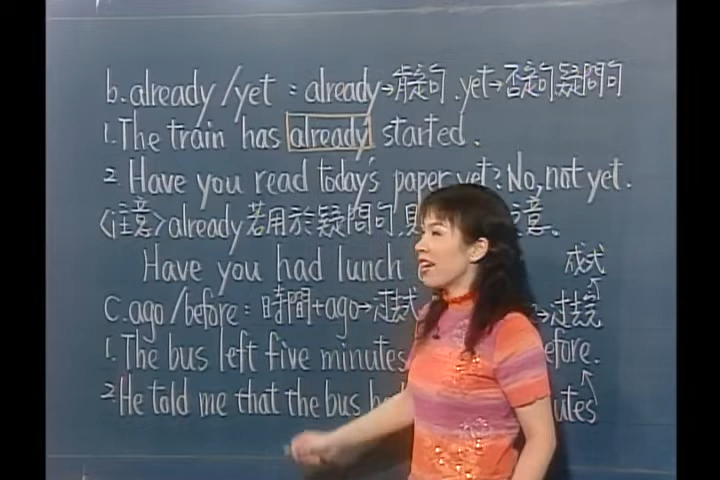 b. already/yet : already→肯定句. yet→否定句疑問句
1. The train has already started.
2. Have you read today's paper yet? No, not yet.
〈注意〉already 若用於疑問句, 意.
Have you had lunch 成式
c. ago/before : 時間+ago→過去式 →過去完
1. The bus left five minutes efore.
2. He told me that the bus utes